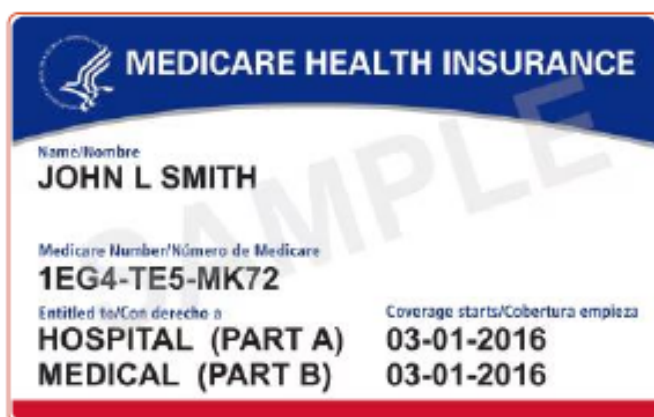 MEDICARE HEALTH INSURANCE
Name/Nombre
JOHN L SMITH
Medicare Number/Número de Medicare
1EG4-TE5-MK72
Entitled to/Con derecho a Coverage starts/Cobertura empieza
HOSPITAL (PART A) 03-01-2016
MEDICAL (PART B) 03-01-2016
SAMPLE